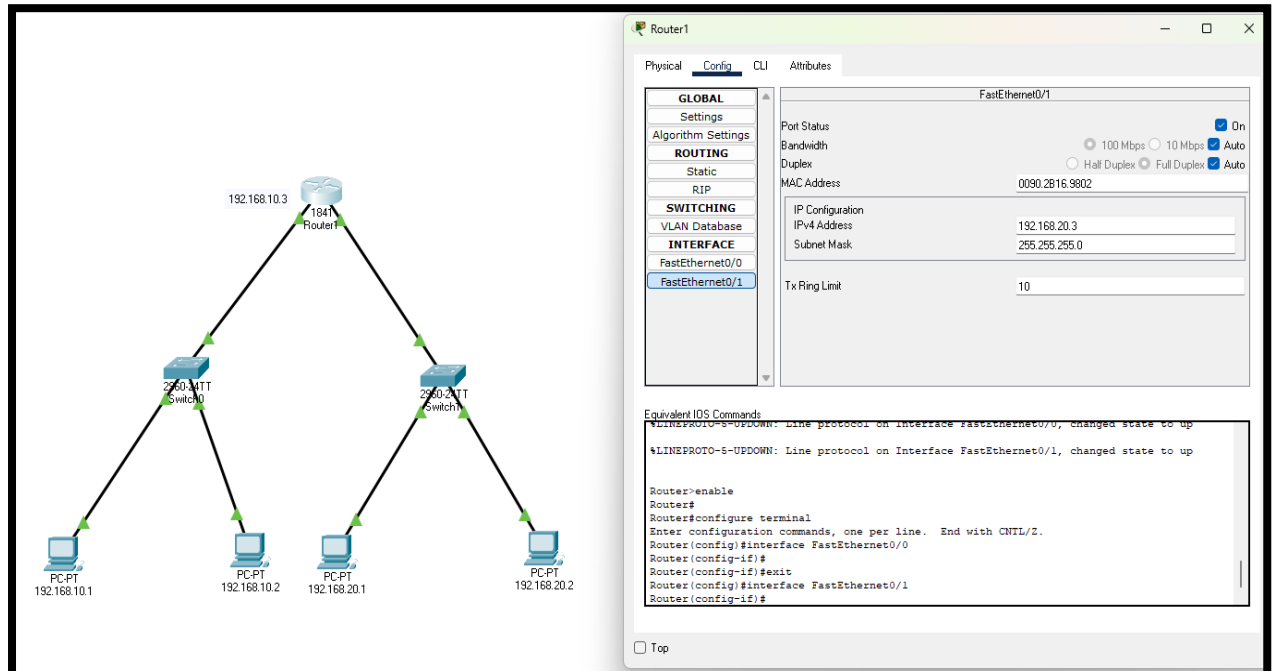 192.168.10.3
1841
Router1
2960-24TT
Switch0
2960-24TT
Switch1
PC-PT
192.168.10.1
PC-PT
192.168.10.2
PC-PT
192.168.20.1
PC-PT
192.168.20.2
Router1
Physical Config CLI Attributes
GLOBAL
Settings
Algorithm Settings
ROUTING
Static
RIP
SWITCHING
VLAN Database
INTERFACE
FastEthernet0/0
FastEthernet0/1
FastEthernet0/1
Port Status On
Bandwidth 100 Mbps 10 Mbps Auto
Duplex Half Duplex Full Duplex Auto
MAC Address 0090.2B16.9802
IP Configuration
IPv4 Address 192.168.20.3
Subnet Mask 255.255.255.0
Tx Ring Limit 10
Equivalent IOS Commands
%LINEPROTO-5-UPDOWN: Line protocol on Interface FastEthernet0/0, changed state to up
%LINEPROTO-5-UPDOWN: Line protocol on Interface FastEthernet0/1, changed state to up
Router>enable
Router#
Router#configure terminal
Enter configuration commands, one per line. End with CNTL/Z.
Router(config)#interface FastEthernet0/0
Router(config-if)#
Router(config-if)#exit
Router(config)#interface FastEthernet0/1
Router(config-if)#
Top